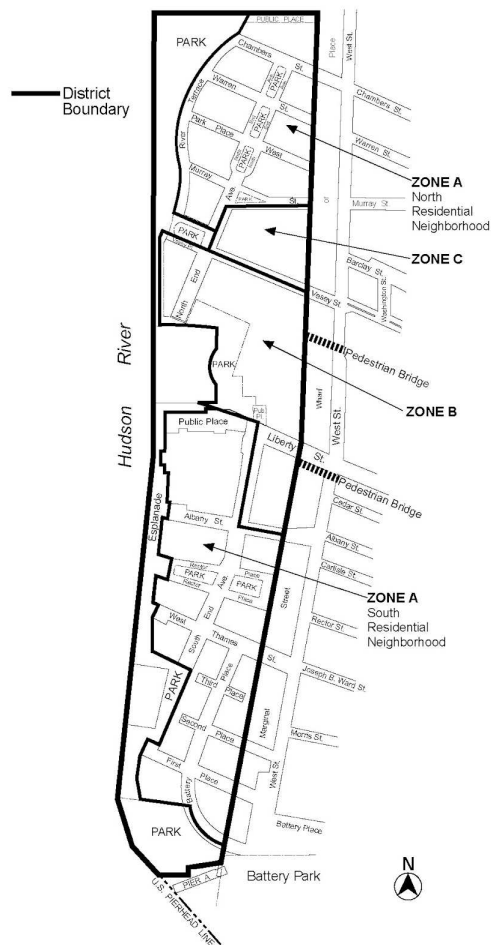 PUBLIC PLACE
PARK
Place
West St.
Chambers
St.
Chambers St.
District
Boundary
Warren
PARK
St.
Terrace
Park
Place
PARK
West
Warren St.
River
Murray
Ave.
PARK
St.
of
Murray St.
ZONE A
North
Residential
Neighborhood
PARK
ZONE C
Barclay St.
Washington St.
Vesey St.
End
North
River
PARK
Pedestrian Bridge
ZONE B
Wharf
West St.
Hudson
Public Place
Pub
Pl
Liberty
St.
Pedestrian Bridge
Esplanade
Cedar St.
Albany St.
Albany St.
Rector
PARK
Rector
Ave.
Place
PARK
Place
Carlisle St.
ZONE A
South
Residential
Neighborhood
Street
Rector St.
West
End
South
Thames
St.
Joseph B. Ward St.
PARK
Place
Third
Place
Second
Place
Marginal
Morris St.
First
Place
West St.
Battery
Battery Place
PARK
N
PIER A
Battery Park
U.S. PIERHEAD LINE